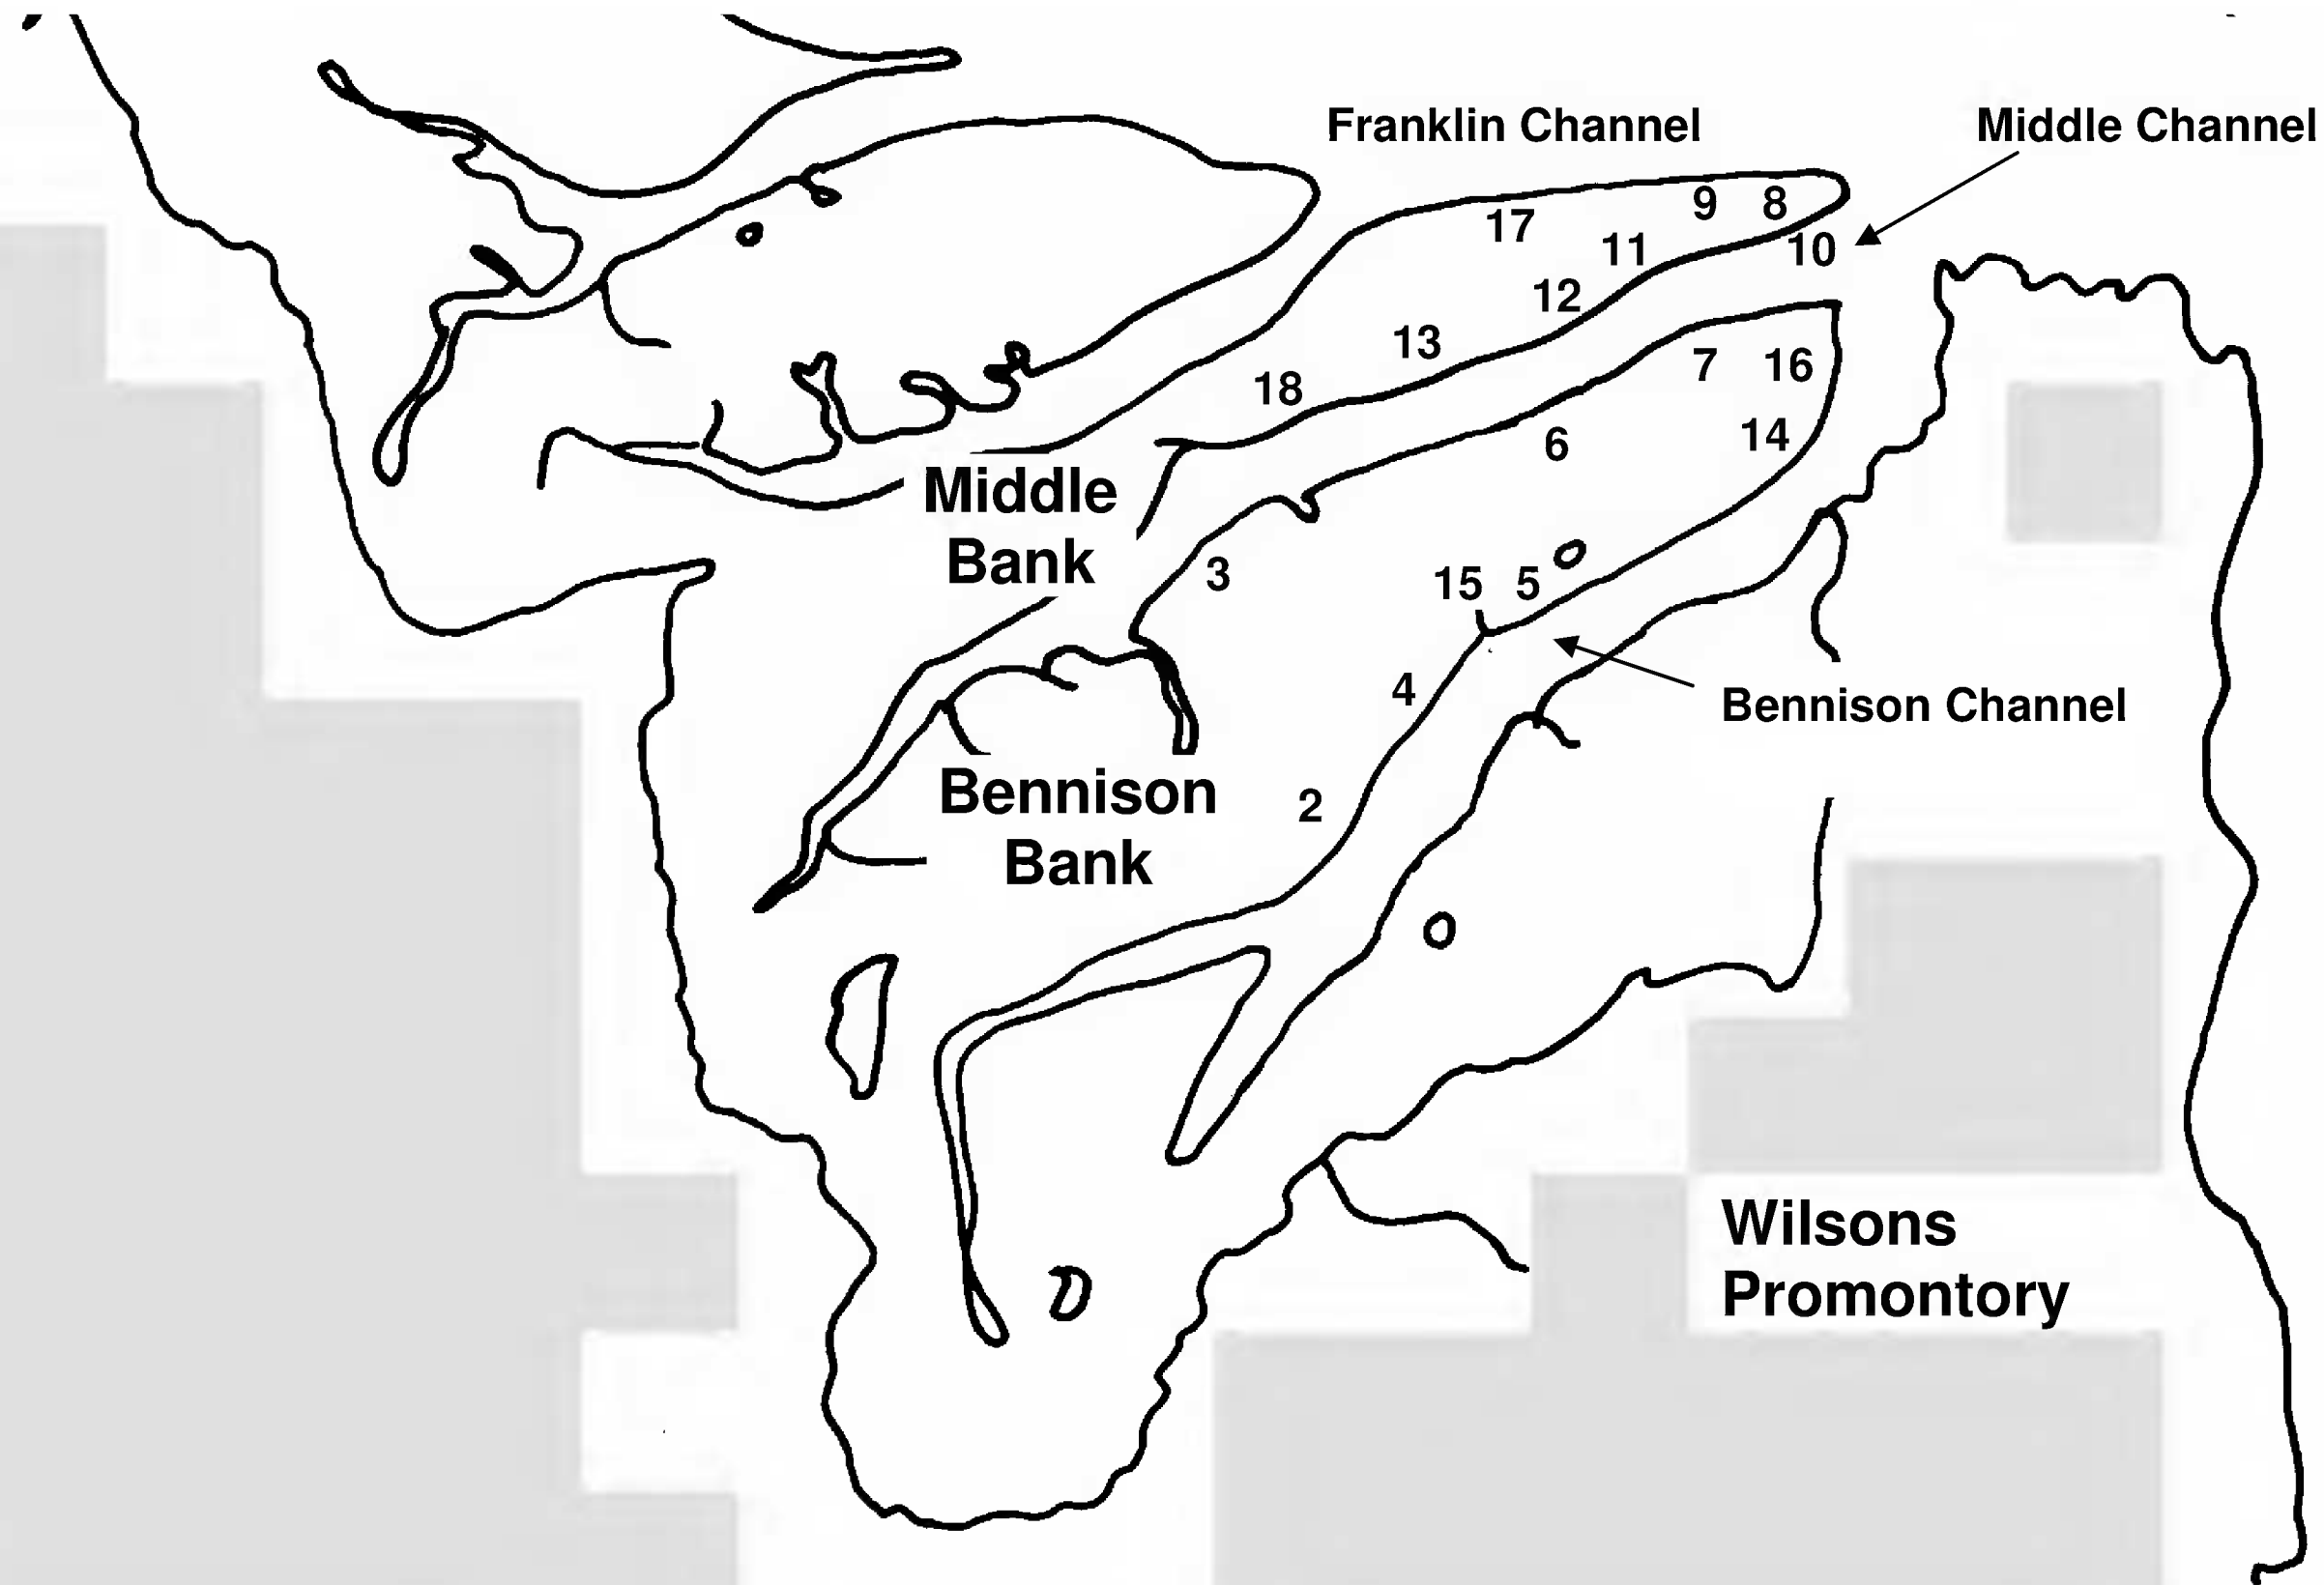 Franklin Channel
Middle Channel
9 8
17
11
10
12
13
7 16
18
14
6
Middle
Bank
3
15 5
4
Bennison Channel
Bennison
Bank
2
Wilsons
Promontory